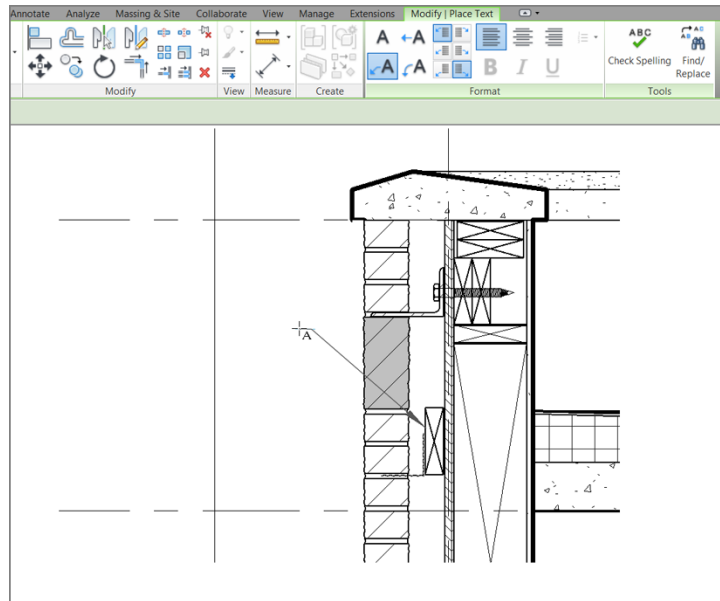 Annotate Analyze Massing & Site Collaborate View Manage Extensions Modify | Place Text
A A
A A
B I U
ABC
Check Spelling
Find/
Replace
Modify View Measure Create Format Tools
A